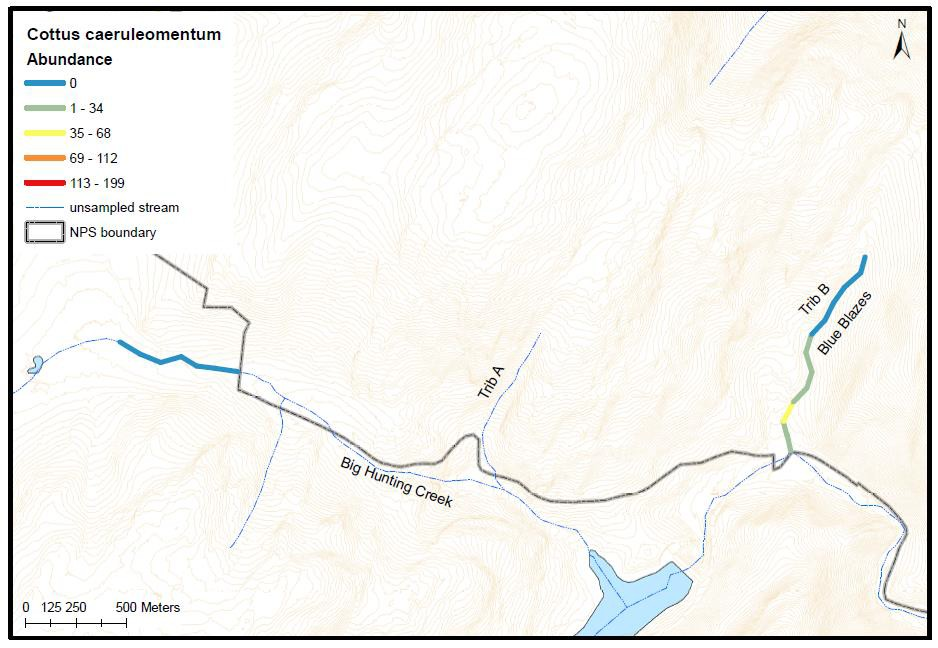 Cottus caeruleomentum
Abundance
0
1 - 34
35 - 68
69 - 112
113 - 199
unsampled stream
NPS boundary
N
Trib B
Blue Blazes
Trib A
Big Hunting Creek
0 125 250 500 Meters